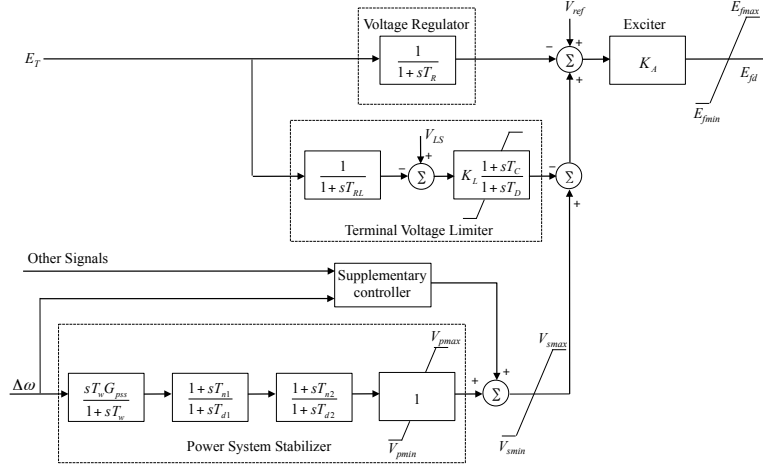 Voltage Regulator
V_ref
Exciter
E_fmax
E_T
1
1 + sT_R
−
+
Σ
+
K_A
E_fd
E_fmin
V_LS
1
1 + sT_RL
−
+
Σ
K_L 1 + sT_C
1 + sT_D
−
Σ
+
Terminal Voltage Limiter
Other Signals
Supplementary
controller
Δω
sT_w G_pss
1 + sT_w
1 + sT_n1
1 + sT_d1
1 + sT_n2
1 + sT_d2
V_pmax
1
V_pmin
+
+
Σ
V_smax
V_smin
Power System Stabilizer